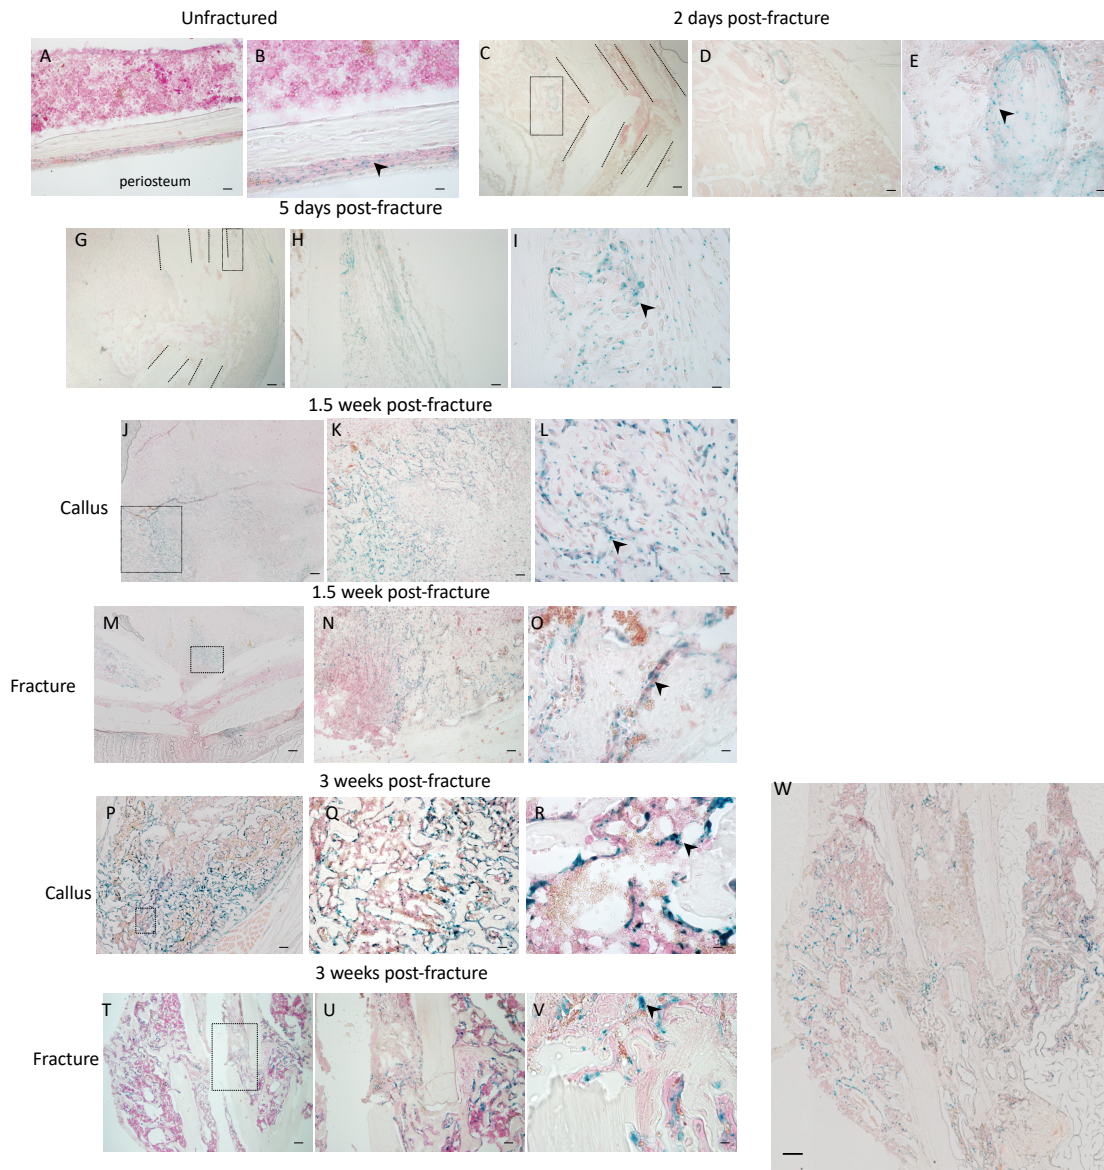 Unfractured
2 days post-fracture
A
B
C
D
E
periosteum
5 days post-fracture
G
H
I
1.5 week post-fracture
J
K
L
Callus
1.5 week post-fracture
M
N
O
Fracture
3 weeks post-fracture
P
Q
R
W
Callus
3 weeks post-fracture
T
U
V
Fracture